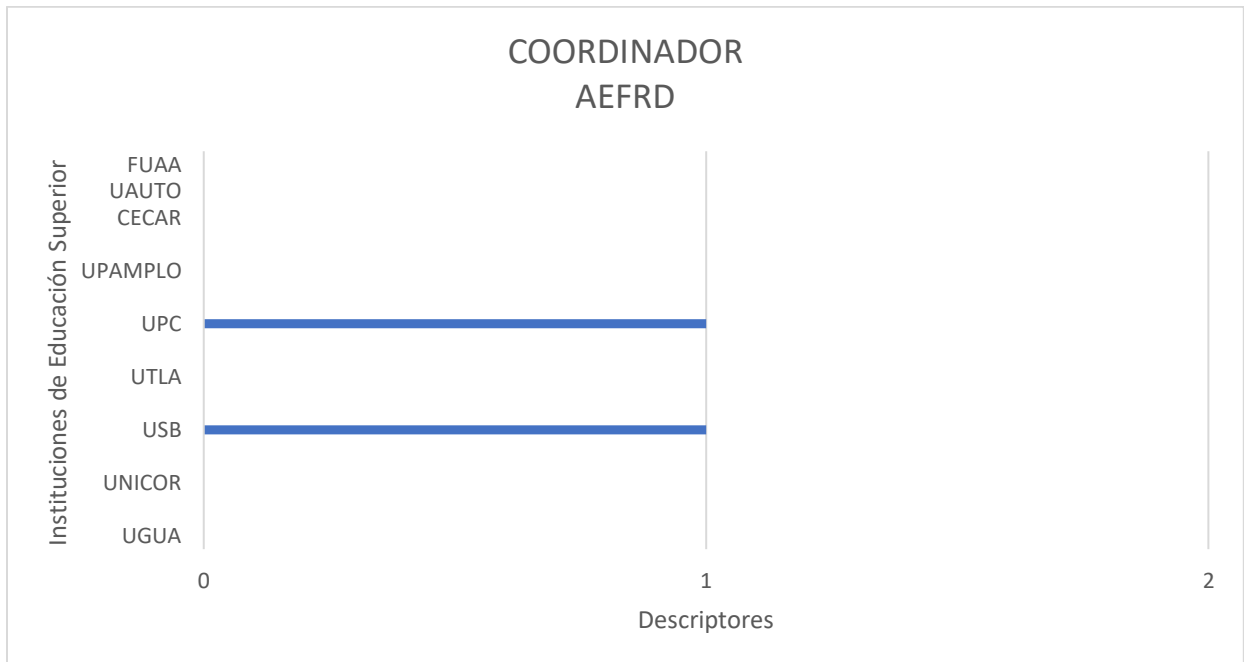 COORDINADOR
AEFRD
Instituciones de Educación Superior
FUAA
UAUTO
CECAR
UPAMPLO
UPC
UTLA
USB
UNICOR
UGUA
0 1 2
Descriptores